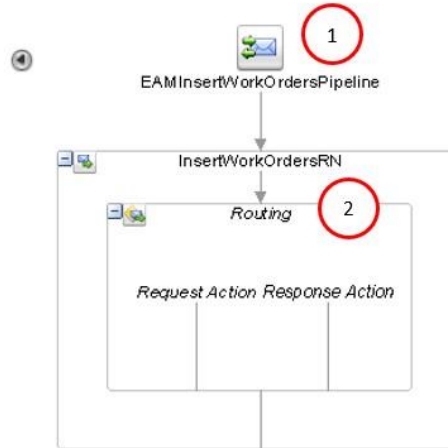 1
EAMInsertWorkOrdersPipeline
InsertWorkOrdersRN
Routing
2
Request Action Response Action